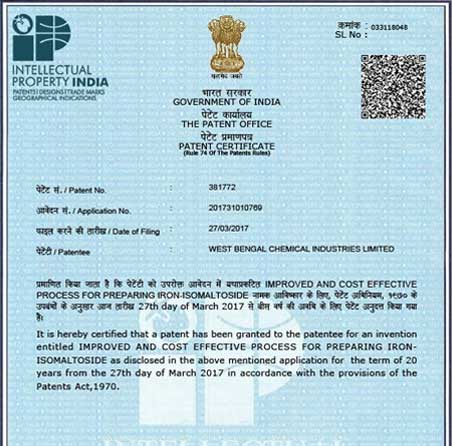 क्रमांक : 033118048
SL No :
INTELLECTUAL
PROPERTY INDIA
PATENTS | DESIGNS | TRADE MARKS
GEOGRAPHICAL INDICATIONS
सत्यमेव जयते
भारत सरकार
GOVERNMENT OF INDIA
पेटेंट कार्यालय
THE PATENT OFFICE
पेटेंट प्रमाणपत्र
PATENT CERTIFICATE
(Rule 74 Of The Patents Rules)
पेटेंट सं. / Patent No. : 381772
आवेदन सं. / Application No. : 201731010769
फाइल करने की तारीख / Date of Filing : 27/03/2017
पेटेंटी / Patentee : WEST BENGAL CHEMICAL INDUSTRIES LIMITED
प्रमाणित किया जाता है कि पेटेंटी को उपरोक्त आवेदन में यथाप्रकटित IMPROVED AND COST EFFECTIVE
PROCESS FOR PREPARING IRON-ISOMALTOSIDE नामक आविष्कार के लिए, पेटेंट अधिनियम, १९७० के
उपबंधों के अनुसार आज तारीख 27th day of March 2017 से बीस वर्ष की अवधि के लिए पेटेंट अनुदत्त किया गया
है।
It is hereby certified that a patent has been granted to the patentee for an invention
entitled IMPROVED AND COST EFFECTIVE PROCESS FOR PREPARING IRON-
ISOMALTOSIDE as disclosed in the above mentioned application for the term of 20
years from the 27th day of March 2017 in accordance with the provisions of the
Patents Act,1970.